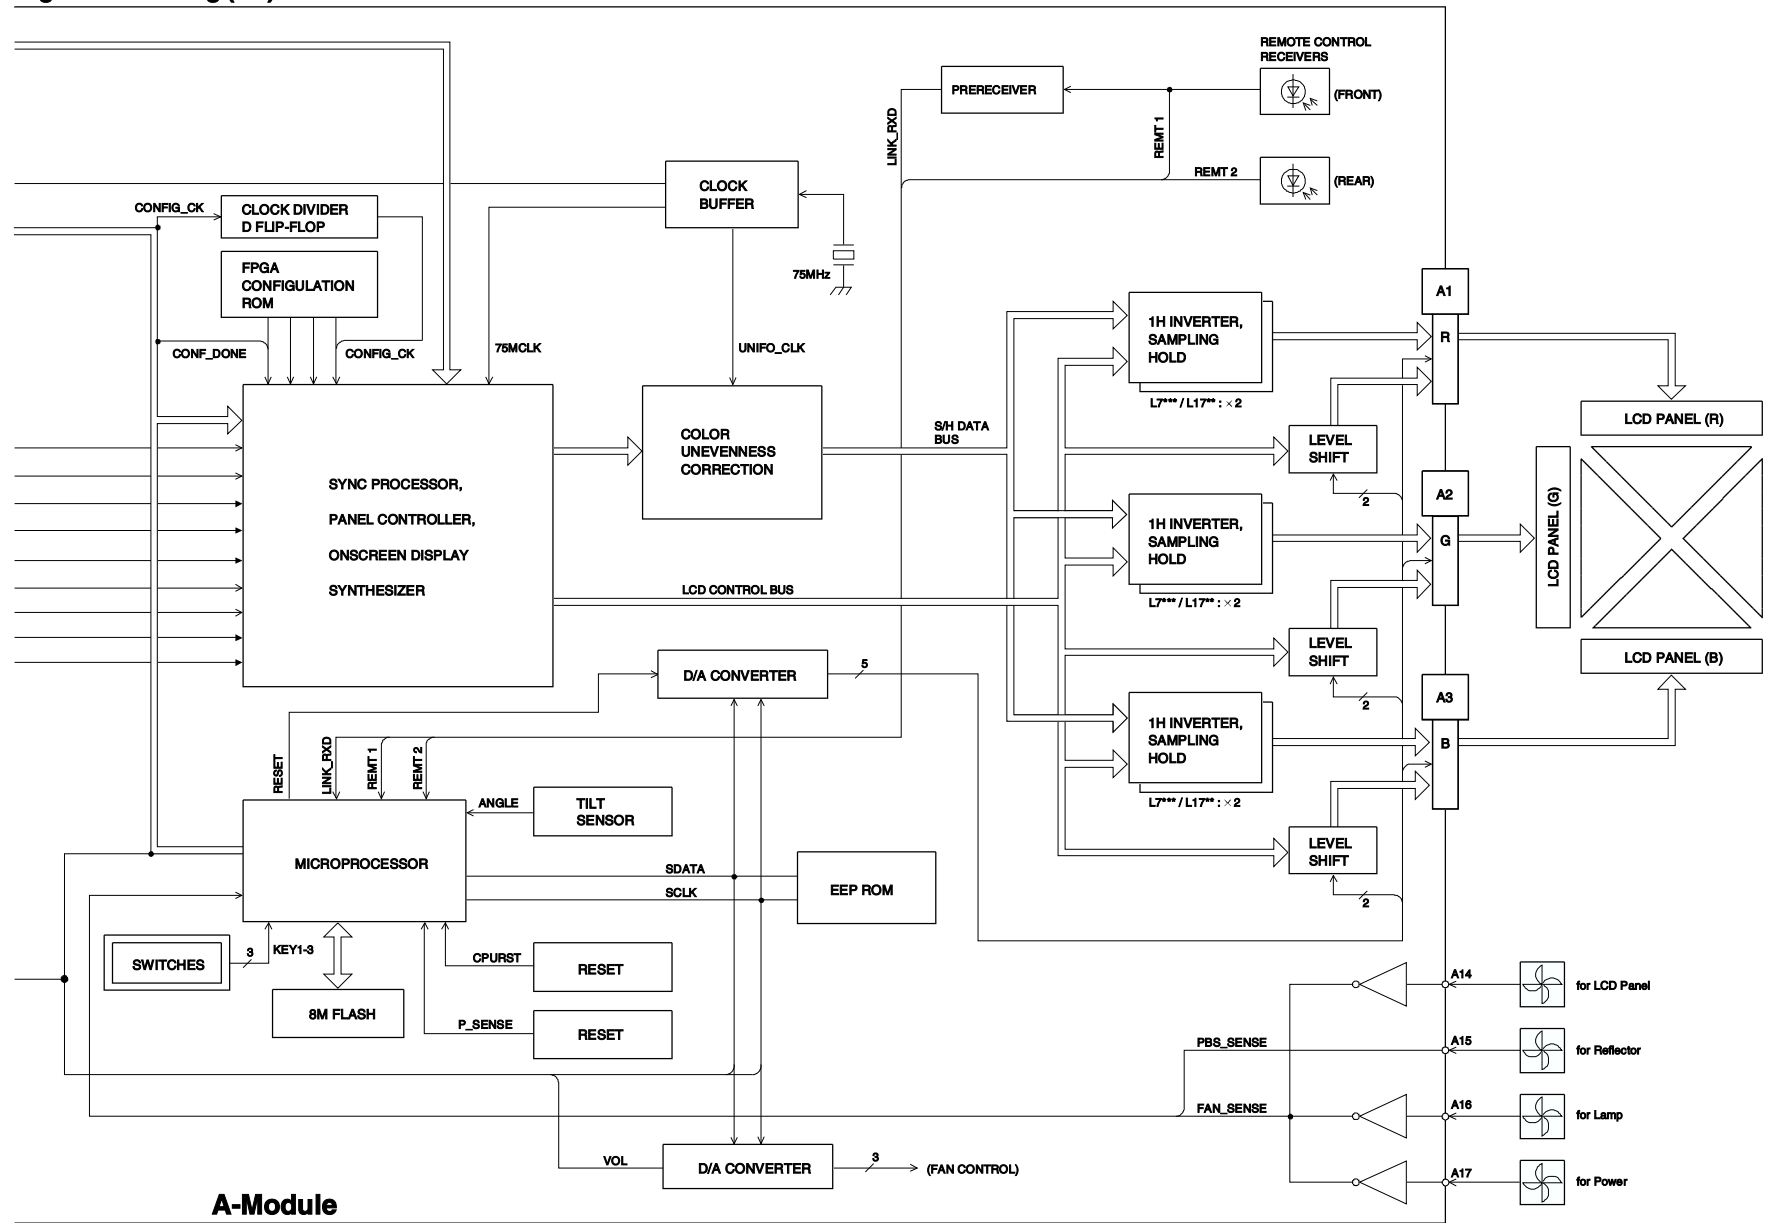 REMOTE CONTROL
RECEIVERS
PRERECEIVER
(FRONT)
LINK_RXD
REMT 1
REMT 2
(REAR)
CLOCK
BUFFER
CONFIG_CK
CLOCK DIVIDER
D FLIP-FLOP
FPGA
CONFIGULATION
ROM
75MHz
CONF_DONE
CONFIG_CK
75MCLK
UNIFO_CLK
A1
R
1H INVERTER,
SAMPLING
HOLD
L7*** / L17** : × 2
LCD PANEL (R)
S/H DATA
BUS
LEVEL
SHIFT
2
COLOR
UNEVENNESS
CORRECTION
SYNC PROCESSOR,
PANEL CONTROLLER,
ONSCREEN DISPLAY
SYNTHESIZER
A2
G
1H INVERTER,
SAMPLING
HOLD
L7*** / L17** : × 2
LCD PANEL (G)
LCD CONTROL BUS
LEVEL
SHIFT
2
LCD PANEL (B)
D/A CONVERTER
5
A3
B
1H INVERTER,
SAMPLING
HOLD
L7*** / L17** : × 2
RESET
LINK_RXD
REMT 1
REMT 2
ANGLE
TILT
SENSOR
MICROPROCESSOR
SDATA
SCLK
EEP ROM
LEVEL
SHIFT
2
SWITCHES
3
KEY1-3
8M FLASH
CPURST
RESET
P_SENSE
RESET
A14
for LCD Panel
PBS_SENSE
A15
for Reflector
FAN_SENSE
A16
for Lamp
VOL
D/A CONVERTER
3
(FAN CONTROL)
A17
for Power
A-Module